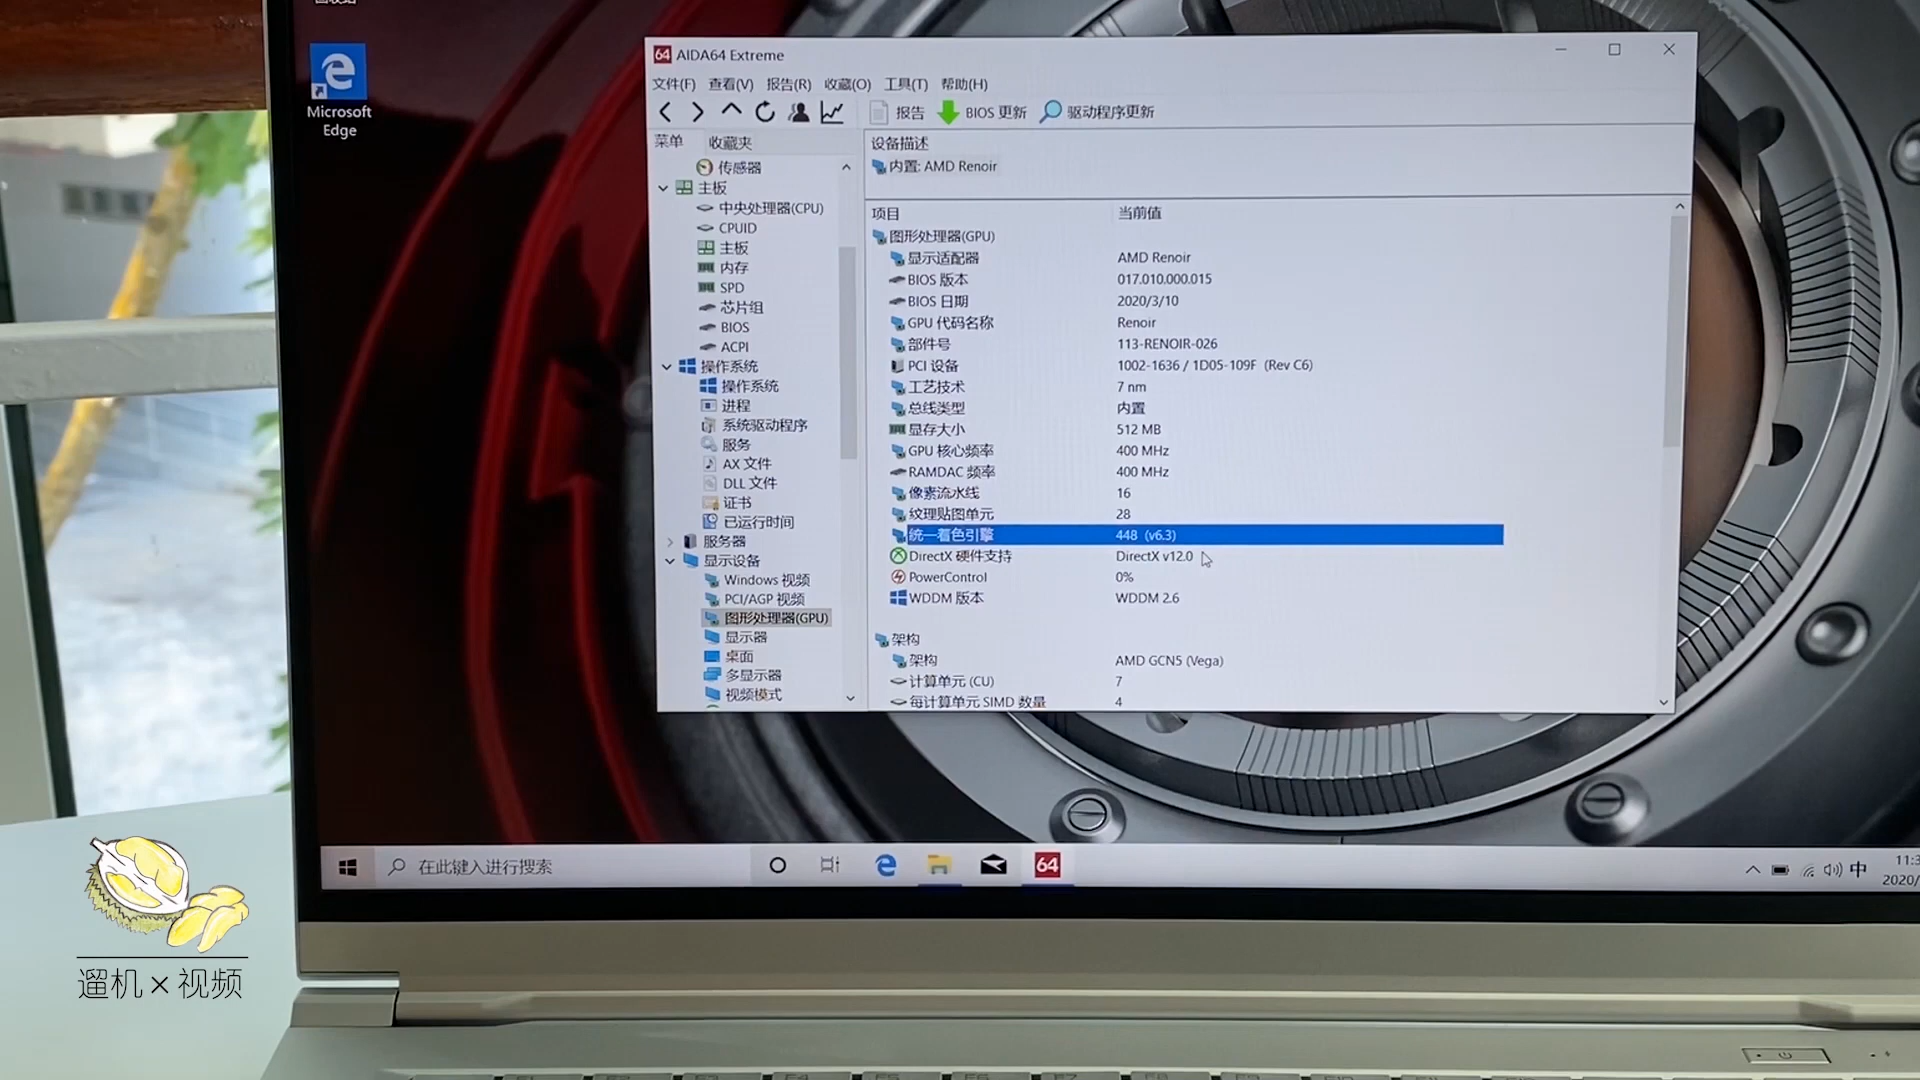 Microsoft
Edge
64 AIDA64 Extreme
文件(F) 查看(V) 报告(R) 收藏(O) 工具(T) 帮助(H)
报告 BIOS 更新 驱动程序更新
菜单 收藏夹
传感器
主板
中央处理器(CPU)
CPUID
主板
内存
SPD
芯片组
BIOS
ACPI
操作系统
操作系统
进程
系统驱动程序
服务
AX 文件
DLL 文件
证书
已运行时间
服务器
显示设备
Windows 视频
PCI/AGP 视频
图形处理器(GPU)
显示器
桌面
多显示器
视频模式
设备描述
内置: AMD Renoir
项目 当前值
图形处理器(GPU)
显示适配器 AMD Renoir
BIOS 版本 017.010.000.015
BIOS 日期 2020/3/10
GPU 代码名称 Renoir
部件号 113-RENOIR-026
PCI 设备 1002-1636 / 1D05-109F (Rev C6)
工艺技术 7 nm
总线类型 内置
显存大小 512 MB
GPU 核心频率 400 MHz
RAMDAC 频率 400 MHz
像素流水线 16
纹理贴图单元 28
统一着色引擎 448 (v6.3)
DirectX 硬件支持 DirectX v12.0
PowerControl 0%
WDDM 版本 WDDM 2.6
架构
架构 AMD GCN5 (Vega)
计算单元 (CU) 7
每计算单元 SIMD 数量 4
在此键入进行搜索
64
中
11:3
2020/
遛机×视频